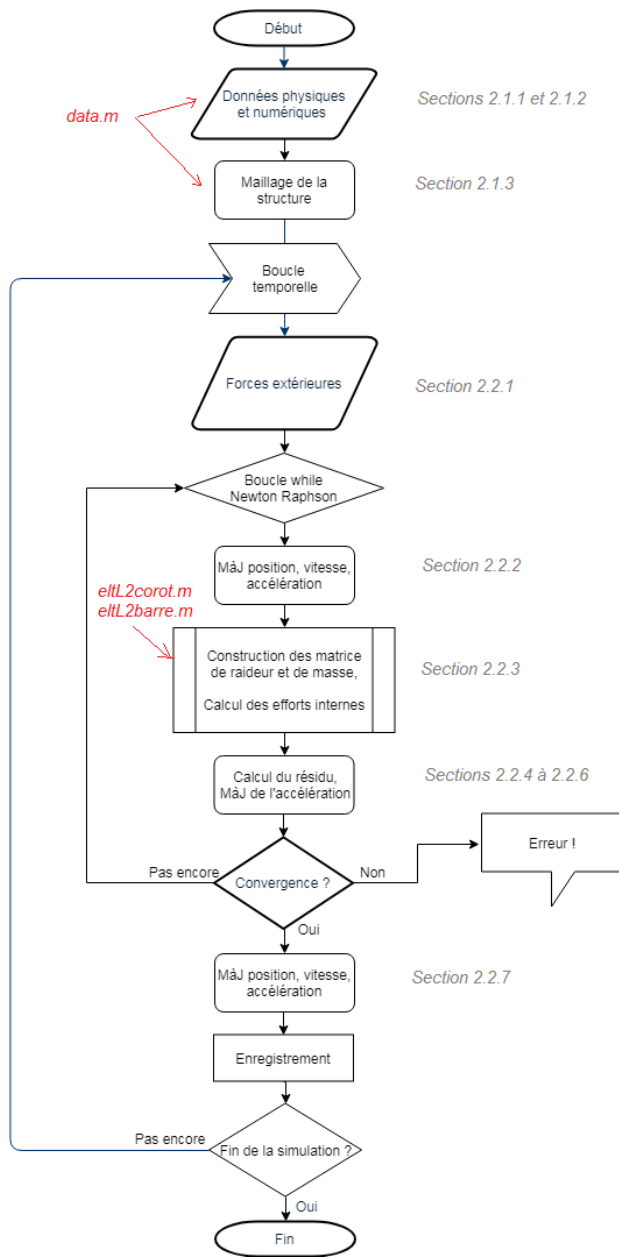 Début
Données physiques
et numériques
Sections 2.1.1 et 2.1.2
data.m
Maillage de la
structure
Section 2.1.3
Boucle
temporelle
Forces extérieures
Section 2.2.1
Boucle while
Newton Raphson
MàJ position, vitesse,
accélération
Section 2.2.2
eltL2corot.m
eltL2barre.m
Construction des matrice
de raideur et de masse,
Calcul des efforts internes
Section 2.2.3
Calcul du résidu,
MàJ de l'accélération
Sections 2.2.4 à 2.2.6
Erreur !
Pas encore
Convergence ?
Non
Oui
MàJ position, vitesse,
accélération
Section 2.2.7
Enregistrement
Pas encore
Fin de la simulation ?
Oui
Fin